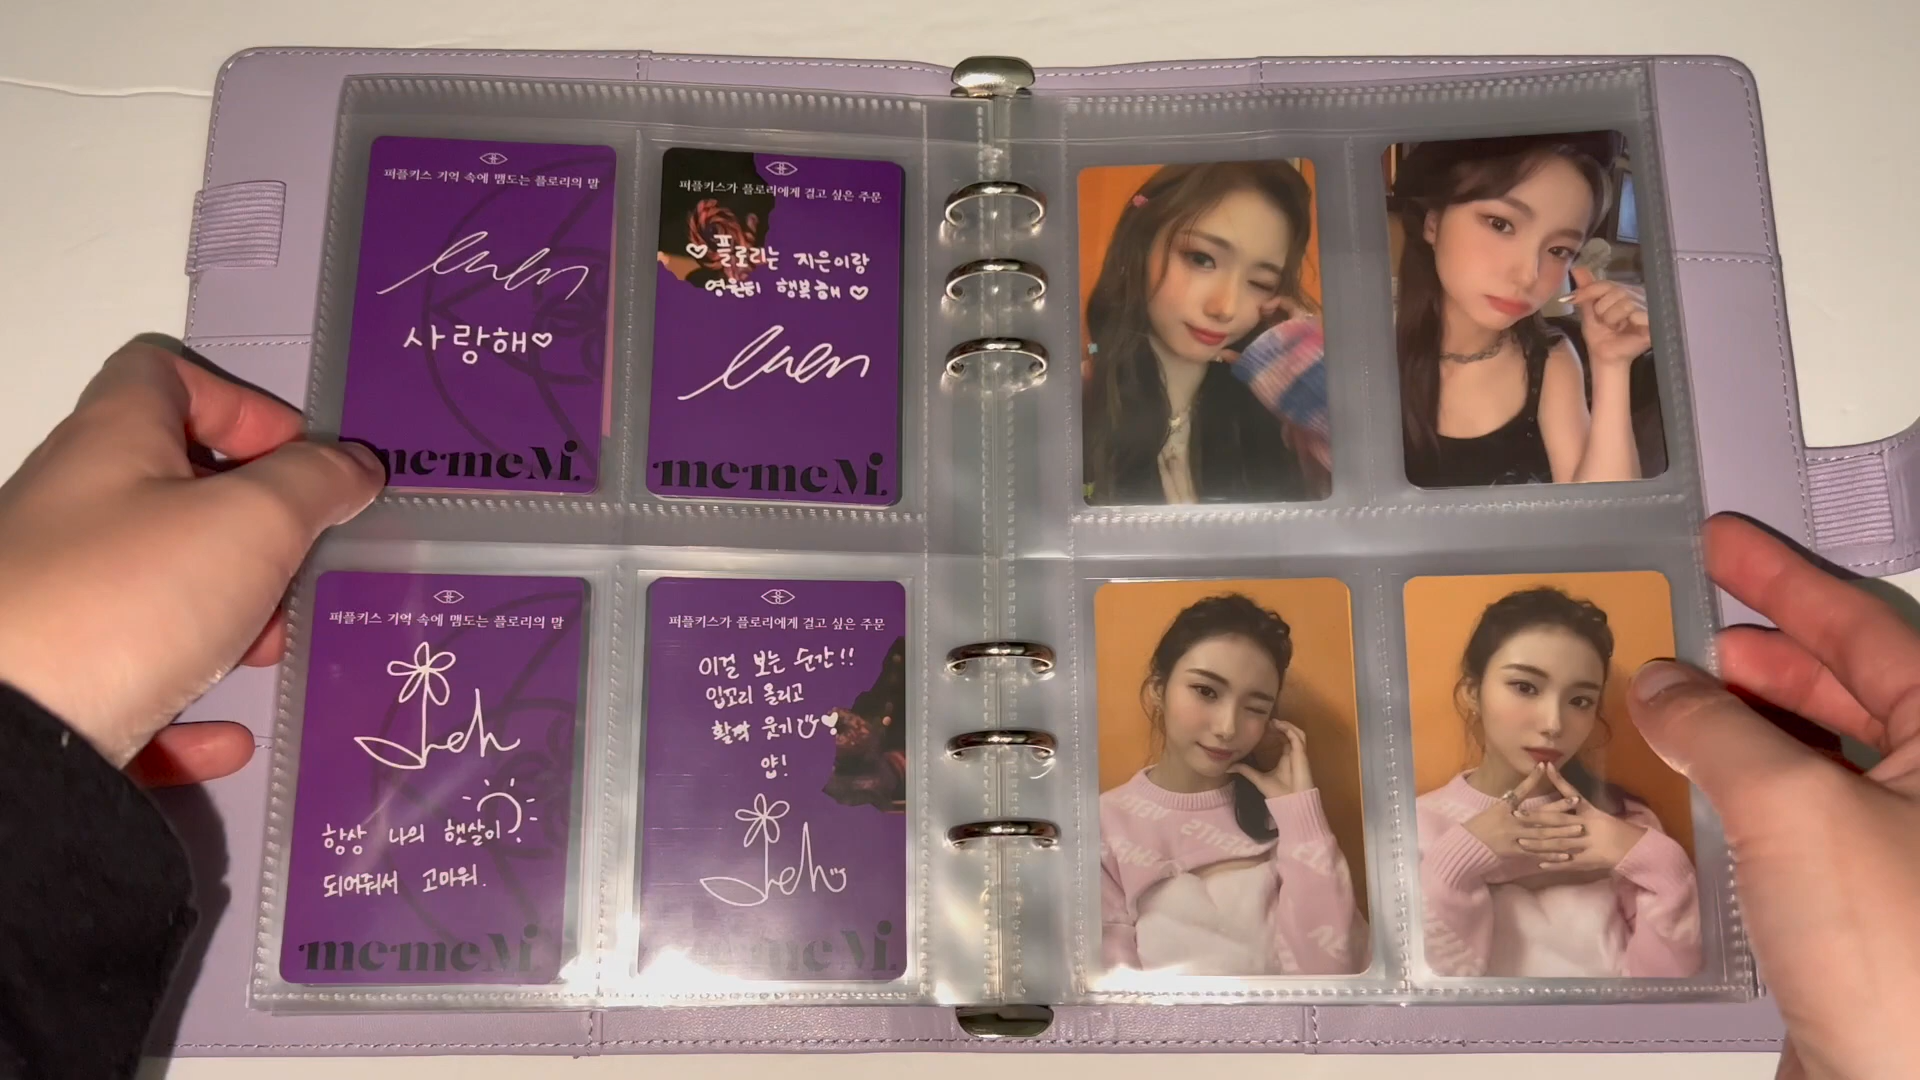 퍼플키스 기억 속에 맴도는 플로리의 말
사랑해♡
memeM.
퍼플키스가 플로리에게 걸고 싶은 주문
♡ 플로리는 지은이랑
영원히 행복해 ♡
memeM.
퍼플키스 기억 속에 맴도는 플로리의 말
항상 나의 햇살이
되어줘서 고마워.
memeM.
퍼플키스가 플로리에게 걸고 싶은 주문
이걸 보는 순간!!
입꼬리 올리고
활짝 웃기
얍!
memeM.